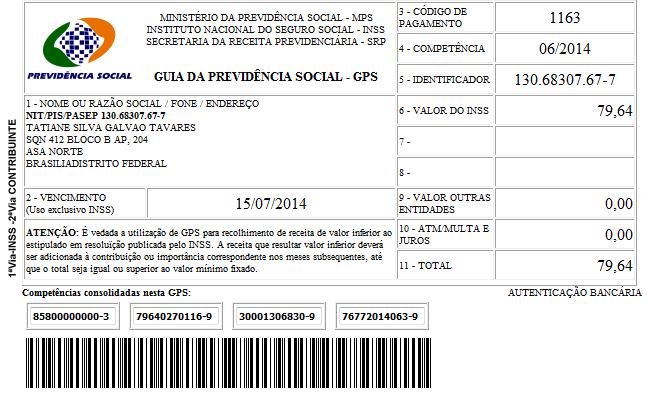 PREVIDÊNCIA SOCIAL
MINISTÉRIO DA PREVIDÊNCIA SOCIAL - MPS
INSTITUTO NACIONAL DO SEGURO SOCIAL - INSS
SECRETARIA DA RECEITA PREVIDENCIÁRIA - SRP
GUIA DA PREVIDÊNCIA SOCIAL - GPS
3 - CÓDIGO DE
PAGAMENTO
1163
4 - COMPETÊNCIA
06/2014
5 - IDENTIFICADOR
130.68307.67-7
1 - NOME OU RAZÃO SOCIAL / FONE / ENDEREÇO
NIT/PIS/PASEP 130.68307.67-7
TATIANE SILVA GALVAO TAVARES
SQN 412 BLOCO B AP, 204
ASA NORTE
BRASILIADISTRITO FEDERAL
6 - VALOR DO INSS
79,64
7 -
8 -
2 - VENCIMENTO
(Uso exclusivo INSS)
15/07/2014
9 - VALOR OUTRAS
ENTIDADES
0,00
ATENÇÃO: É vedada a utilização de GPS para recolhimento de receita de valor inferior ao
estipulado em resoluição publicada pelo INSS. A receita que resultar valor inferior deverá
ser adicionada à contribuição ou importância correspondente nos meses subsequentes, até
que o total seja igual ou superior ao valor mínimo fixado.
10 - ATM/MULTA E
JUROS
0,00
11 - TOTAL
79,64
1ªVia-INSS -2ªVia CONTRIBUINTE
Competências consolidadas nesta GPS:
AUTENTICAÇÃO BANCÁRIA
85800000000-3
79640270116-9
30001306830-9
76772014063-9